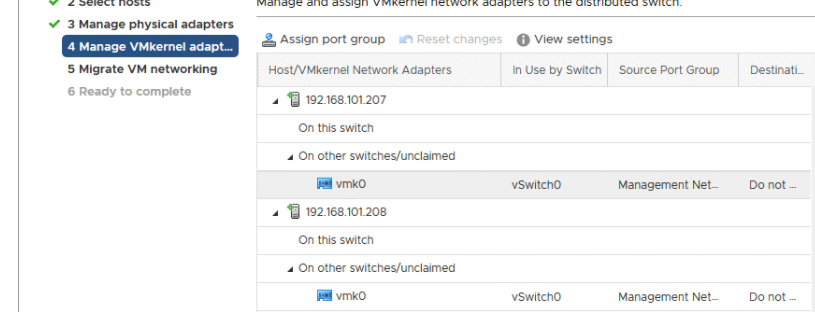 2 Select hosts
Manage and assign VMkernel network adapters to the distributed switch.
3 Manage physical adapters
4 Manage VMkernel adapt...
5 Migrate VM networking
6 Ready to complete
Assign port group Reset changes View settings
Host/VMkernel Network Adapters In Use by Switch Source Port Group Destinati...
192.168.101.207
On this switch
On other switches/unclaimed
vmk0 vSwitch0 Management Net... Do not ...
192.168.101.208
On this switch
On other switches/unclaimed
vmk0 vSwitch0 Management Net... Do not ...